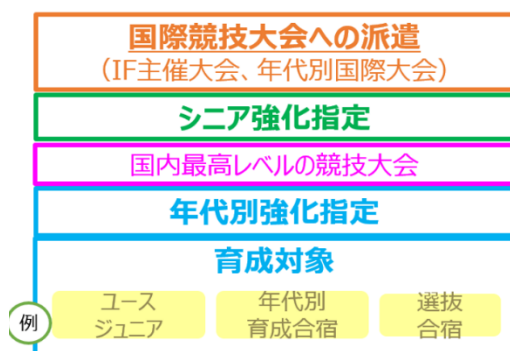 国際競技大会への派遣
（IF主催大会、年代別国際大会）
シニア強化指定
国内最高レベルの競技大会
年代別強化指定
育成対象
例
ユース
ジュニア
年代別
育成合宿
選抜
合宿